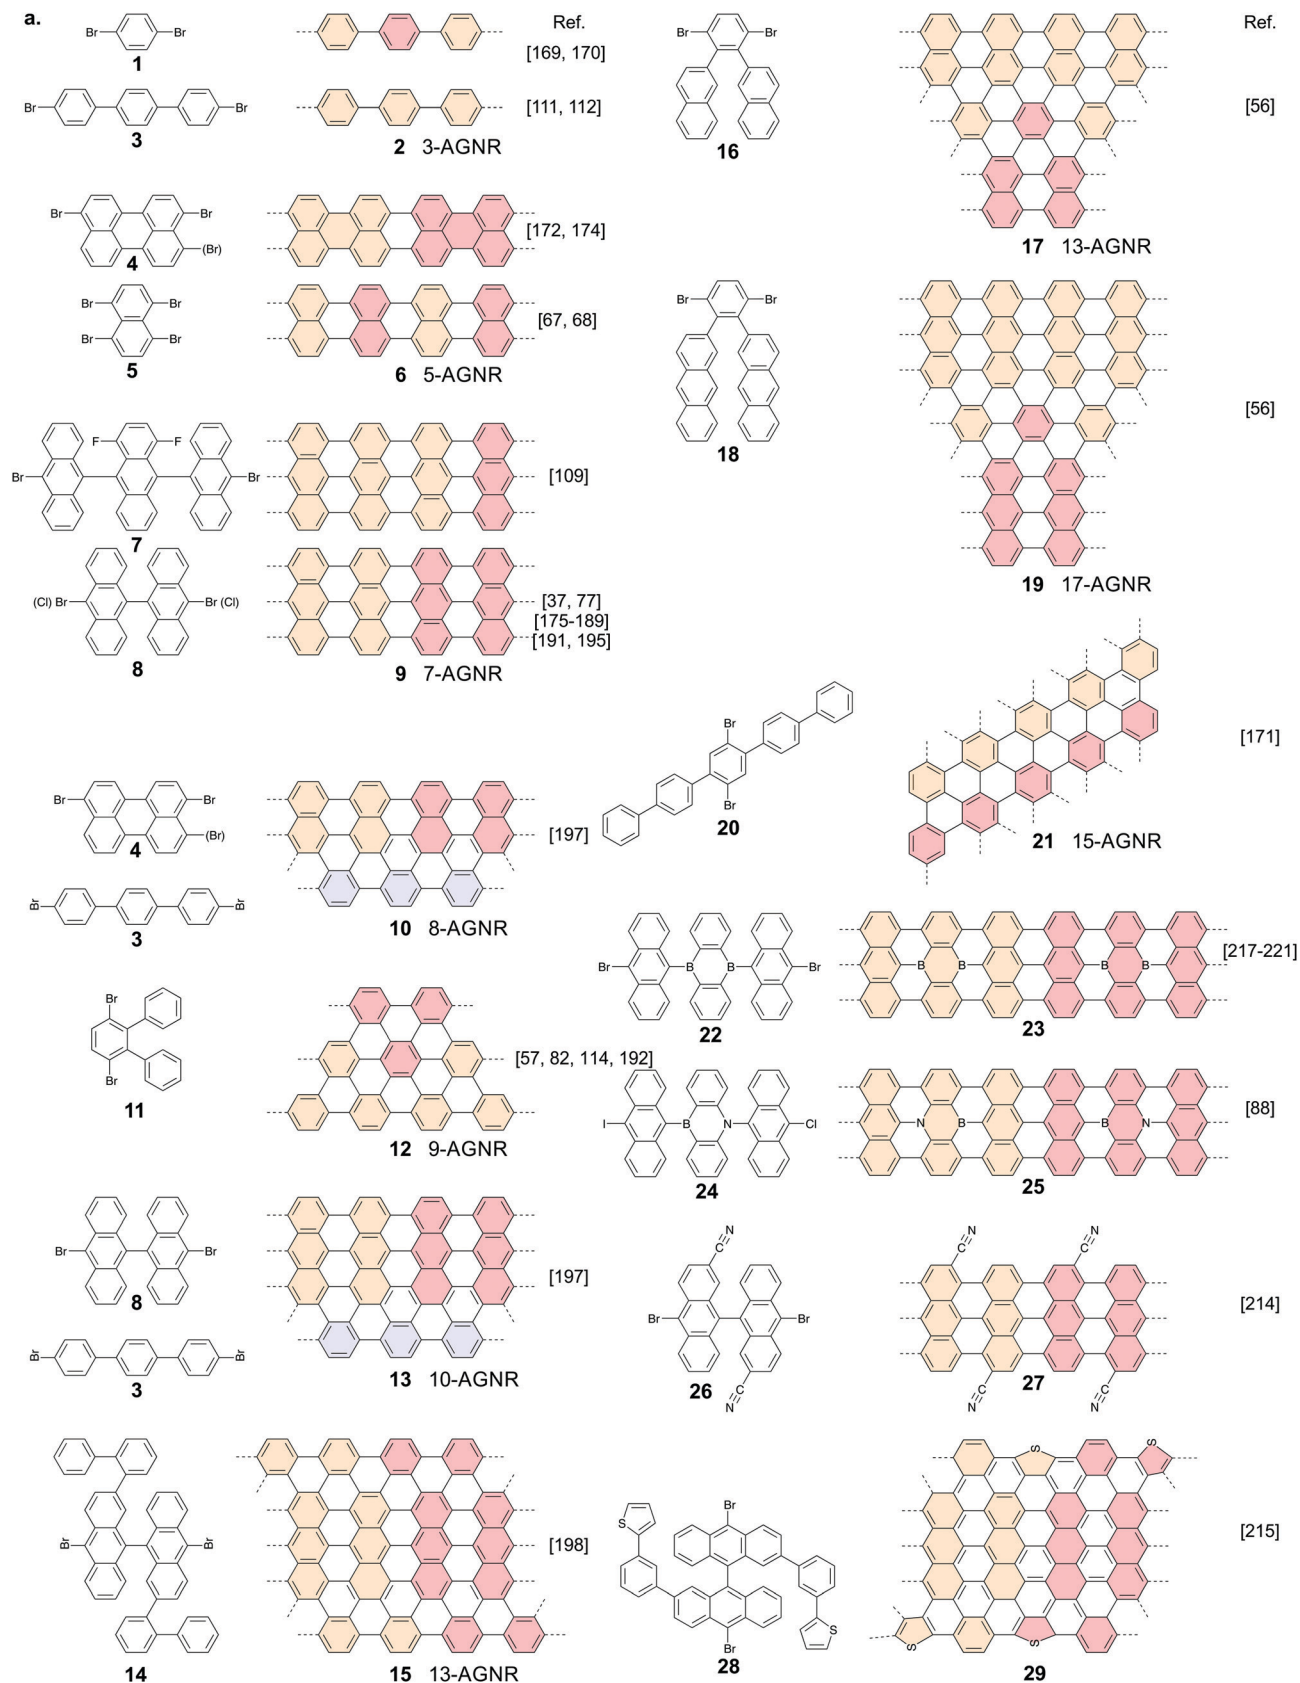 a.
Ref.
Br Br
1
[169, 170]
Br Br
3
2 3-AGNR
[111, 112]
Br Br
(Br)
4
[172, 174]
Br Br
Br Br
5
6 5-AGNR
[67, 68]
F F
Br Br
7
[109]
(Cl) Br Br (Cl)
8
9 7-AGNR
[37, 77]
[175-189]
[191, 195]
Br Br
(Br)
4
Br Br
3
10 8-AGNR
[197]
Br
Br
11
12 9-AGNR
[57, 82, 114, 192]
Br Br
8
Br Br
3
13 10-AGNR
[197]
Br Br
14
15 13-AGNR
[198]
Ref.
Br Br
16
17 13-AGNR
[56]
Br Br
18
19 17-AGNR
[56]
Br
Br
20
21 15-AGNR
[171]
Br B B Br
22
B B B B
23
[217-221]
I B N Cl
24
N B B N
25
[88]
N
C
Br Br
C
N
26
N N
C C
C C
N N
27
[214]
Br
S
S
Br
28
S S
S S
29
[215]